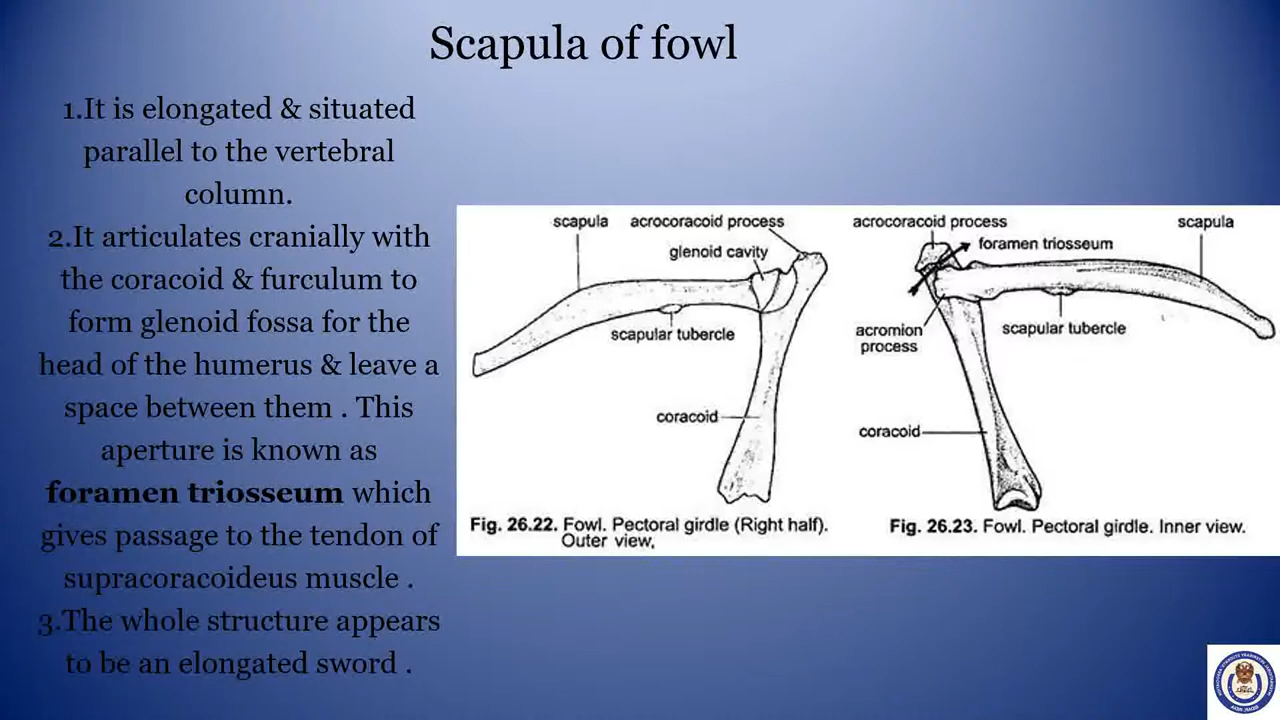 Scapula of fowl
1.It is elongated & situated
parallel to the vertebral
column.
2.It articulates cranially with
the coracoid & furculum to
form glenoid fossa for the
head of the humerus & leave a
space between them . This
aperture is known as
foramen triosseum which
gives passage to the tendon of
supracoracoideus muscle .
3.The whole structure appears
to be an elongated sword .
scapula
acrocoracoid process
glenoid cavity
scapular tubercle
coracoid
Fig. 26.22. Fowl. Pectoral girdle (Right half).
Outer view,
acrocoracoid process
scapula
foramen triosseum
acromion
process
scapular tubercle
coracoid
Fig. 26.23. Fowl. Pectoral girdle. Inner view.